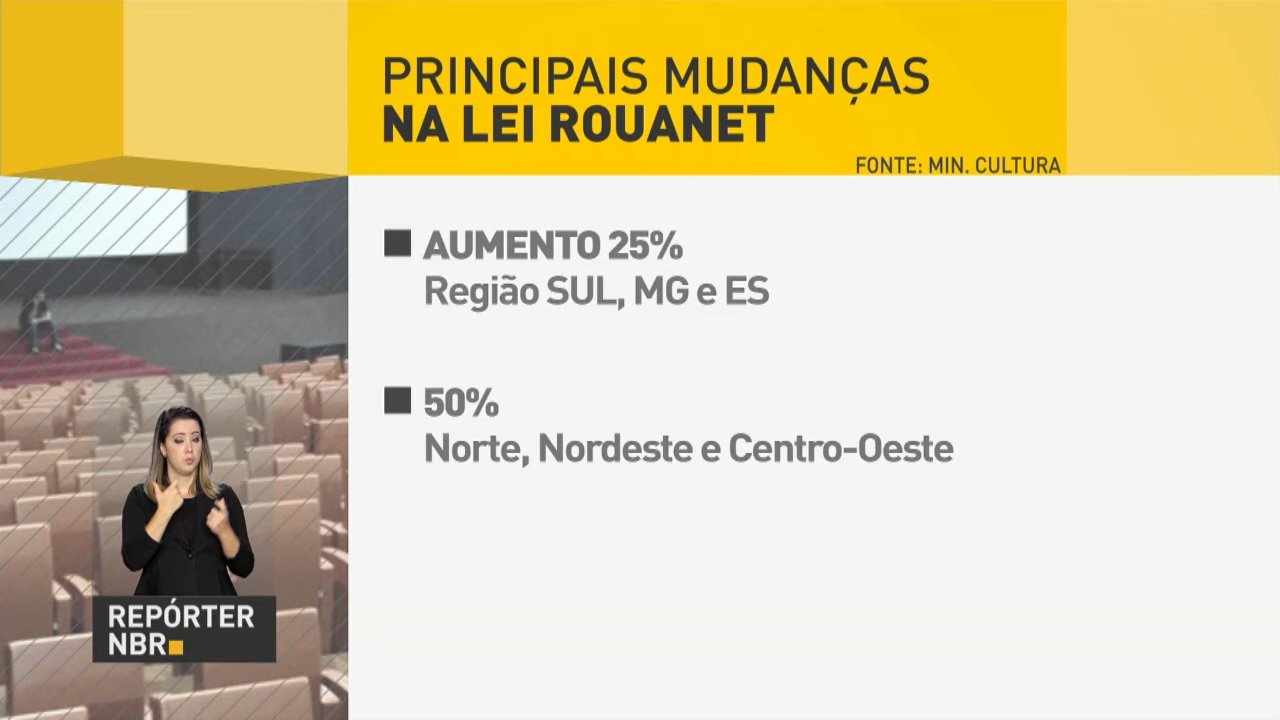 PRINCIPAIS MUDANÇAS
NA LEI ROUANET
FONTE: MIN. CULTURA
AUMENTO 25%
Região SUL, MG e ES
50%
Norte, Nordeste e Centro-Oeste
REPÓRTER
NBR